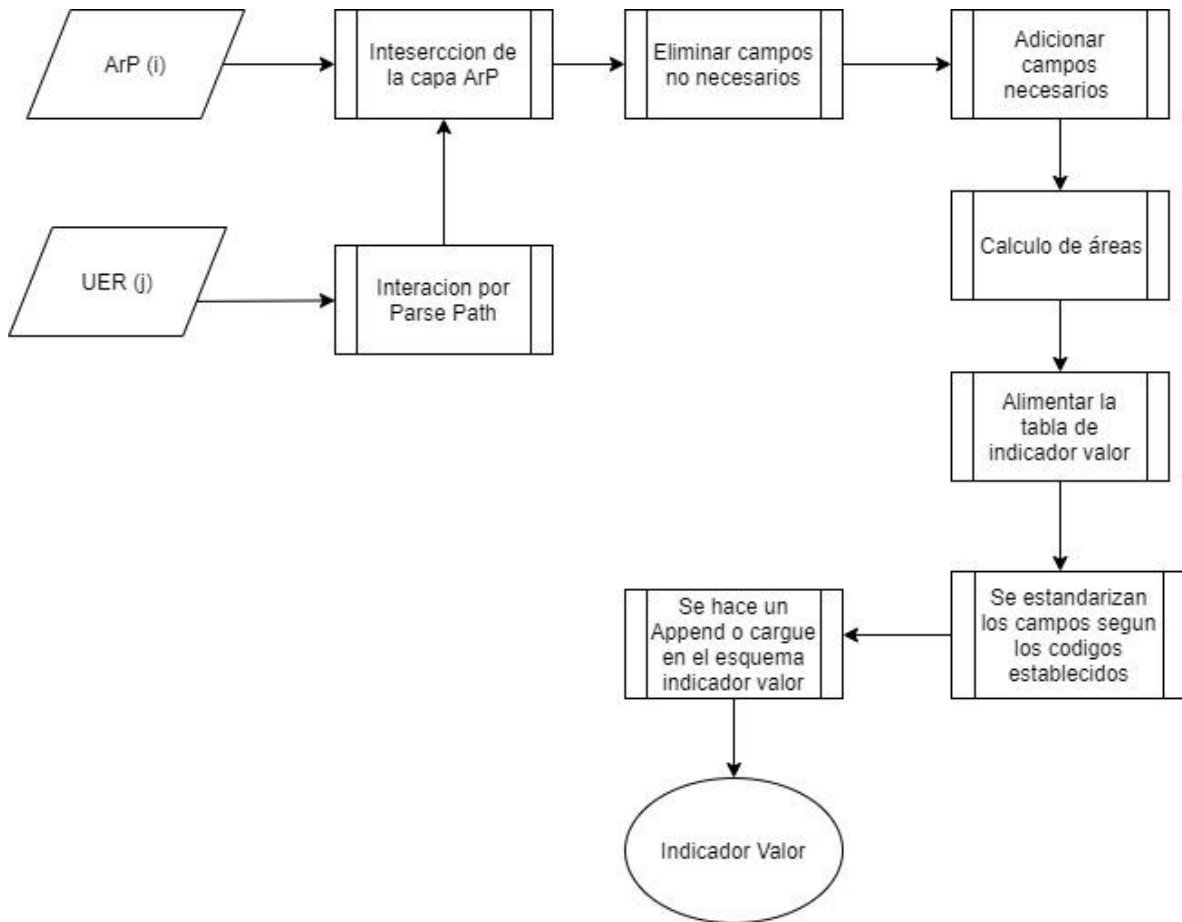 ArP (i)
Inteserccion de
la capa ArP
Eliminar campos
no necesarios
Adicionar
campos
necesarios
UER (j)
Interacion por
Parse Path
Calculo de áreas
Alimentar la
tabla de
indicador valor
Se estandarizan
los campos segun
los codigos
establecidos
Se hace un
Append o cargue
en el esquema
indicador valor
Indicador Valor